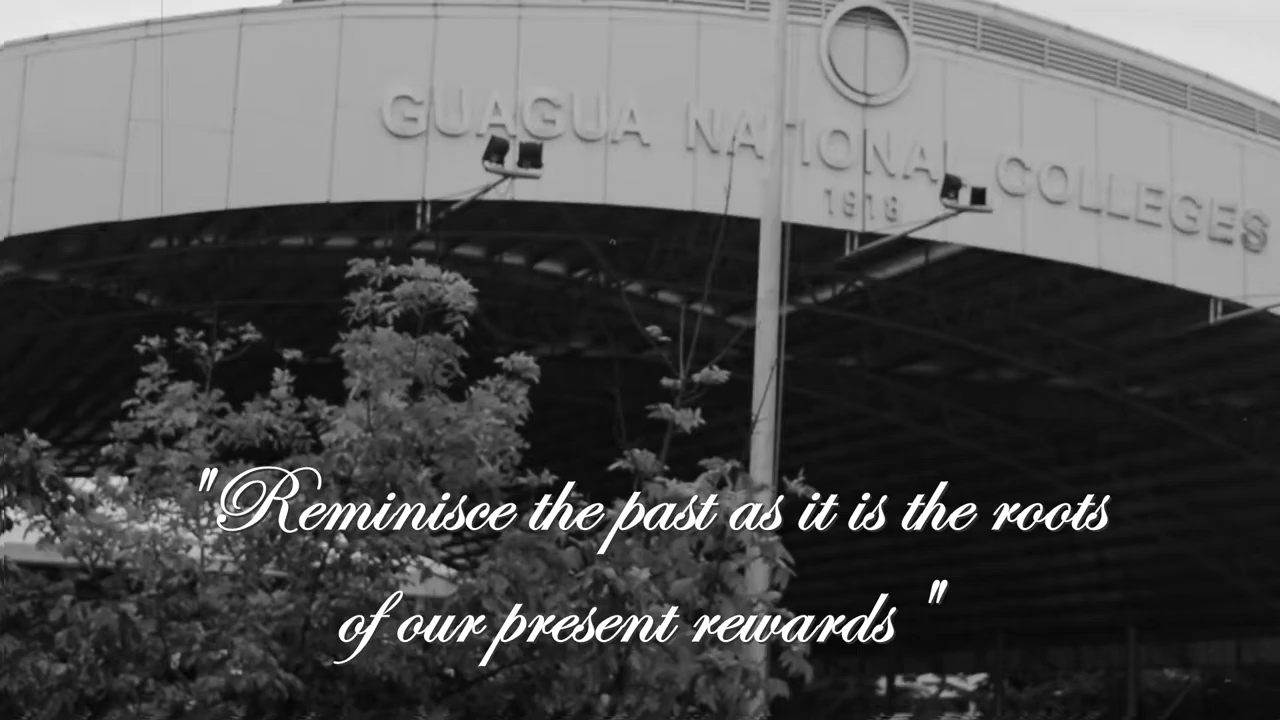 GUAGUA NATIONAL COLLEGES
1918
"Reminisce the past as it is the roots
of our present rewards "